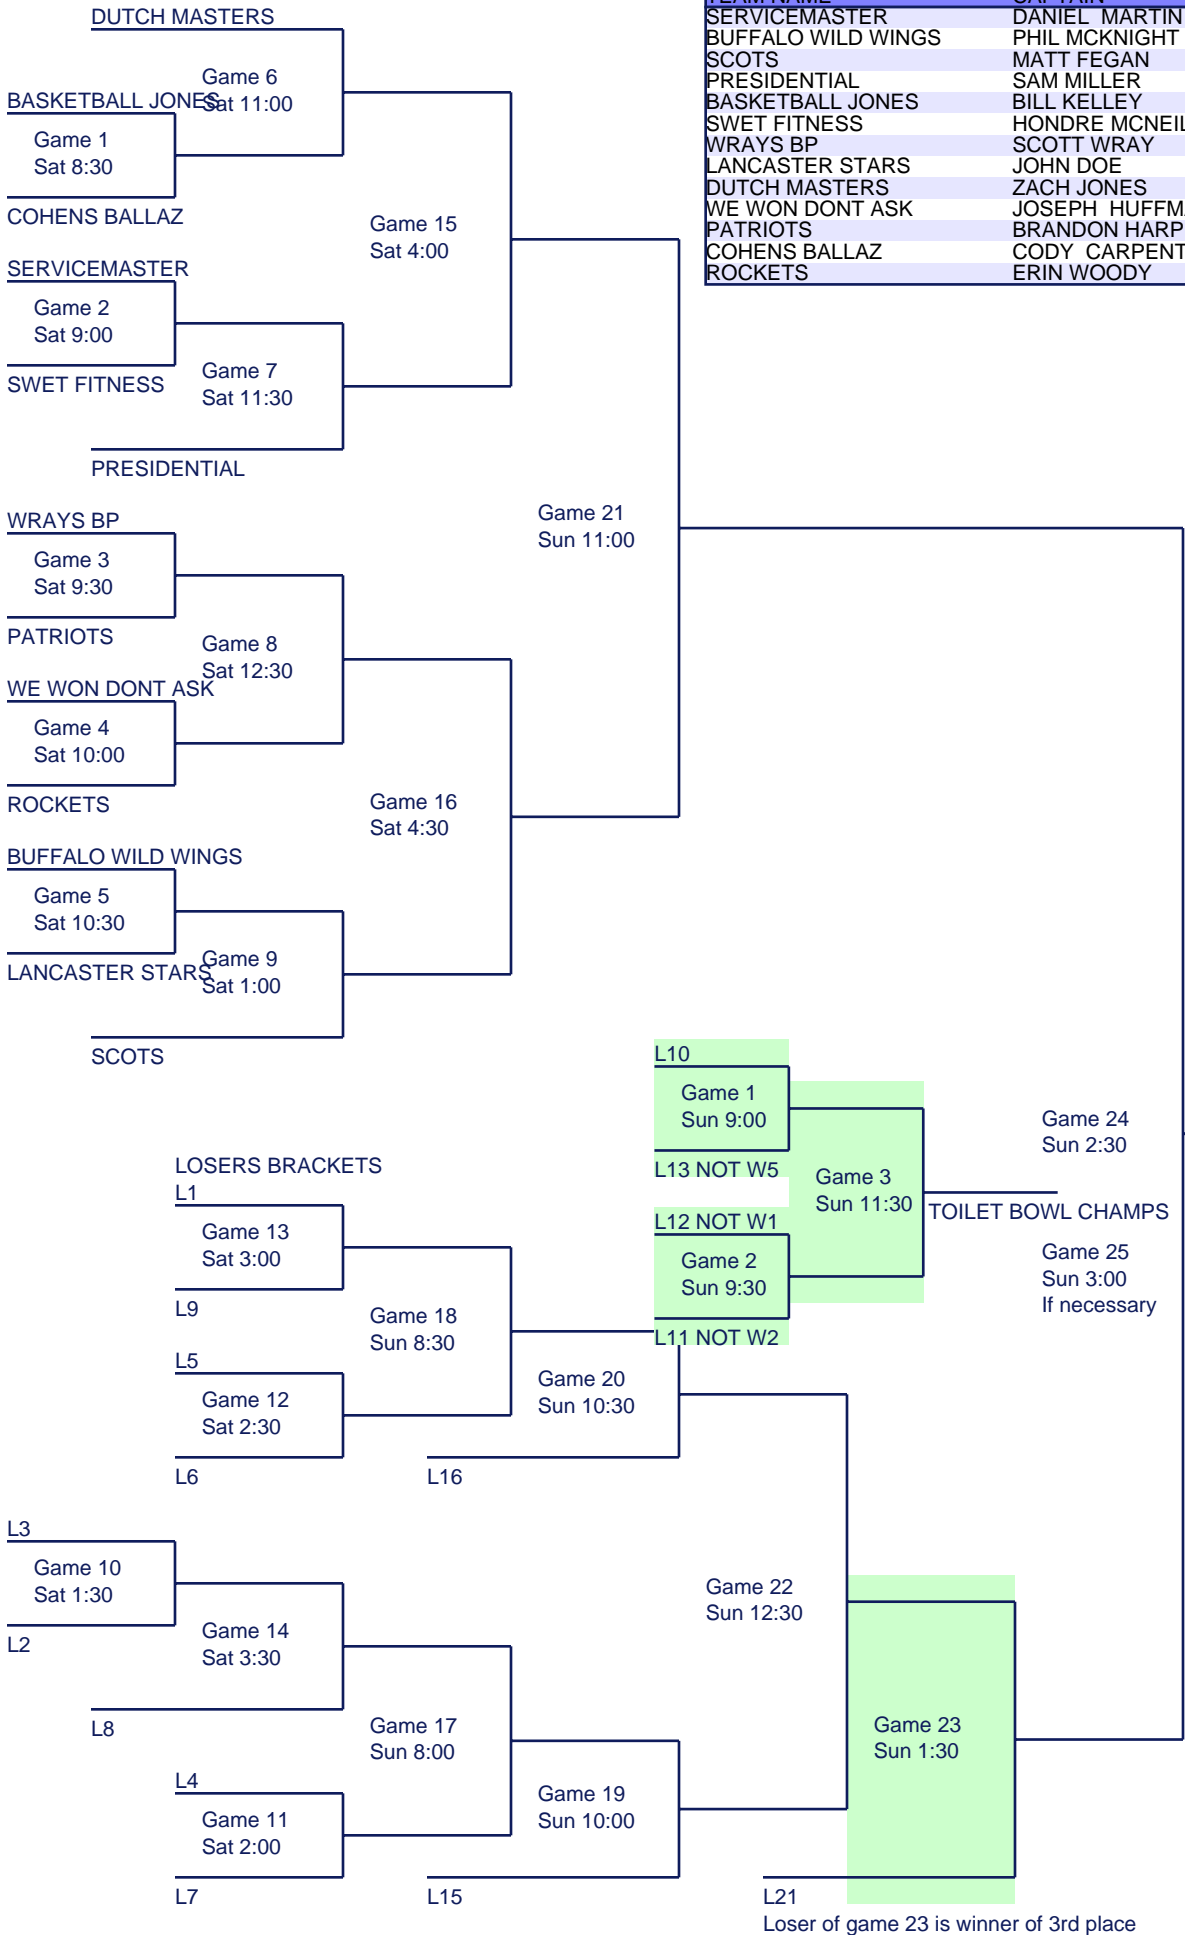 DUTCH MASTERS
Game 6
Sat 11:00
BASKETBALL JONES
Game 1
Sat 8:30
COHENS BALLAZ
Game 15
Sat 4:00
SERVICEMASTER
Game 2
Sat 9:00
SWET FITNESS
Game 7
Sat 11:30
PRESIDENTIAL
WRAYS BP
Game 3
Sat 9:30
PATRIOTS
Game 8
Sat 12:30
WE WON DONT ASK
Game 4
Sat 10:00
ROCKETS
Game 16
Sat 4:30
BUFFALO WILD WINGS
Game 5
Sat 10:30
LANCASTER STARS
Game 9
Sat 1:00
SCOTS
Game 21
Sun 11:00
TEAM NAME CAPTAIN
SERVICEMASTER DANIEL MARTIN
BUFFALO WILD WINGS PHIL MCKNIGHT
SCOTS MATT FEGAN
PRESIDENTIAL SAM MILLER
BASKETBALL JONES BILL KELLEY
SWET FITNESS HONDRE MCNEIL
WRAYS BP SCOTT WRAY
LANCASTER STARS JOHN DOE
DUTCH MASTERS ZACH JONES
WE WON DONT ASK JOSEPH HUFFMA
PATRIOTS BRANDON HARP
COHENS BALLAZ CODY CARPENT
ROCKETS ERIN WOODY
L10
Game 1
Sun 9:00
L13 NOT W5
Game 3
Sun 11:30
L12 NOT W1
Game 2
Sun 9:30
L11 NOT W2
TOILET BOWL CHAMPS
Game 24
Sun 2:30
Game 25
Sun 3:00
If necessary
LOSERS BRACKETS
L1
Game 13
Sat 3:00
L9
Game 18
Sun 8:30
L5
Game 12
Sat 2:30
L6
Game 20
Sun 10:30
L16
L3
Game 10
Sat 1:30
L2
Game 14
Sat 3:30
L8
Game 17
Sun 8:00
L4
Game 11
Sat 2:00
L7
Game 19
Sun 10:00
L15
Game 22
Sun 12:30
Game 23
Sun 1:30
L21
Loser of game 23 is winner of 3rd place